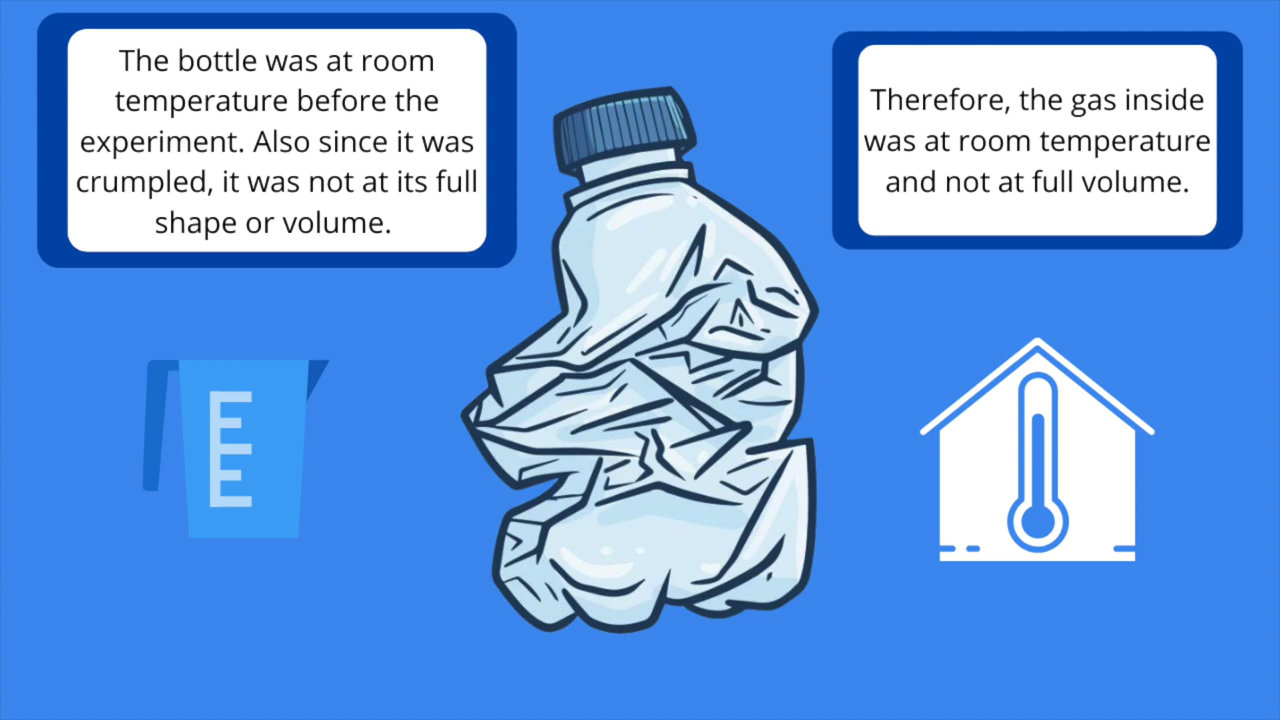 The bottle was at room
temperature before the
experiment. Also since it was
crumpled, it was not at its full
shape or volume.
Therefore, the gas inside
was at room temperature
and not at full volume.